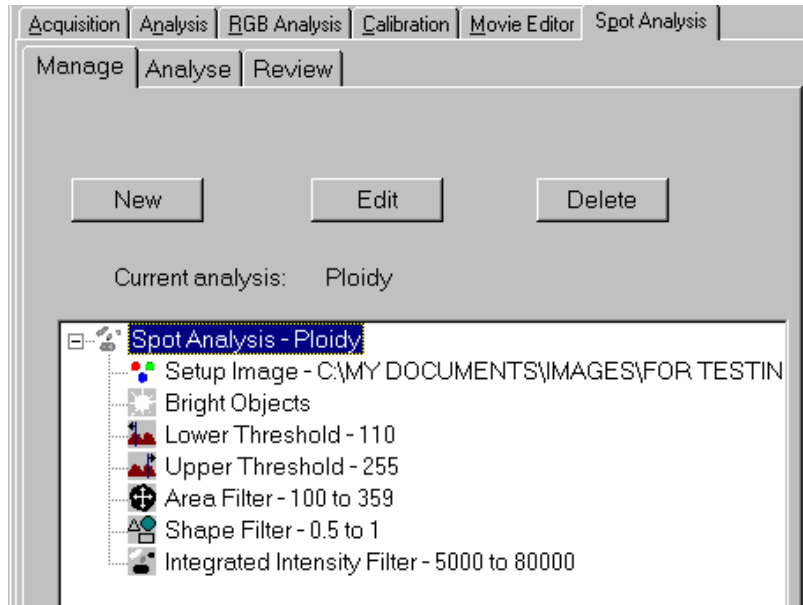 Acquisition Analysis RGB Analysis Calibration Movie Editor Spot Analysis
Manage Analyse Review
New Edit Delete
Current analysis: Ploidy
Spot Analysis - Ploidy
Setup Image - C:\MY DOCUMENTS\IMAGES\FOR TESTIN
Bright Objects
Lower Threshold - 110
Upper Threshold - 255
Area Filter - 100 to 359
Shape Filter - 0.5 to 1
Integrated Intensity Filter - 5000 to 80000